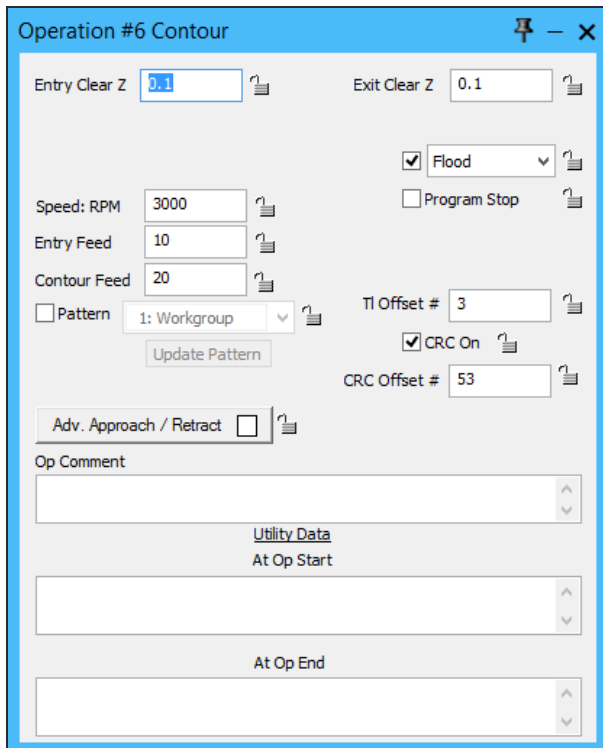 Operation #6 Contour
Entry Clear Z 0.1 Exit Clear Z 0.1
Flood
Speed: RPM 3000 Program Stop
Entry Feed 10
Contour Feed 20
Tl Offset # 3
Pattern 1: Workgroup
CRC On
Update Pattern
CRC Offset # 53
Adv. Approach / Retract
Op Comment
Utility Data
At Op Start
At Op End